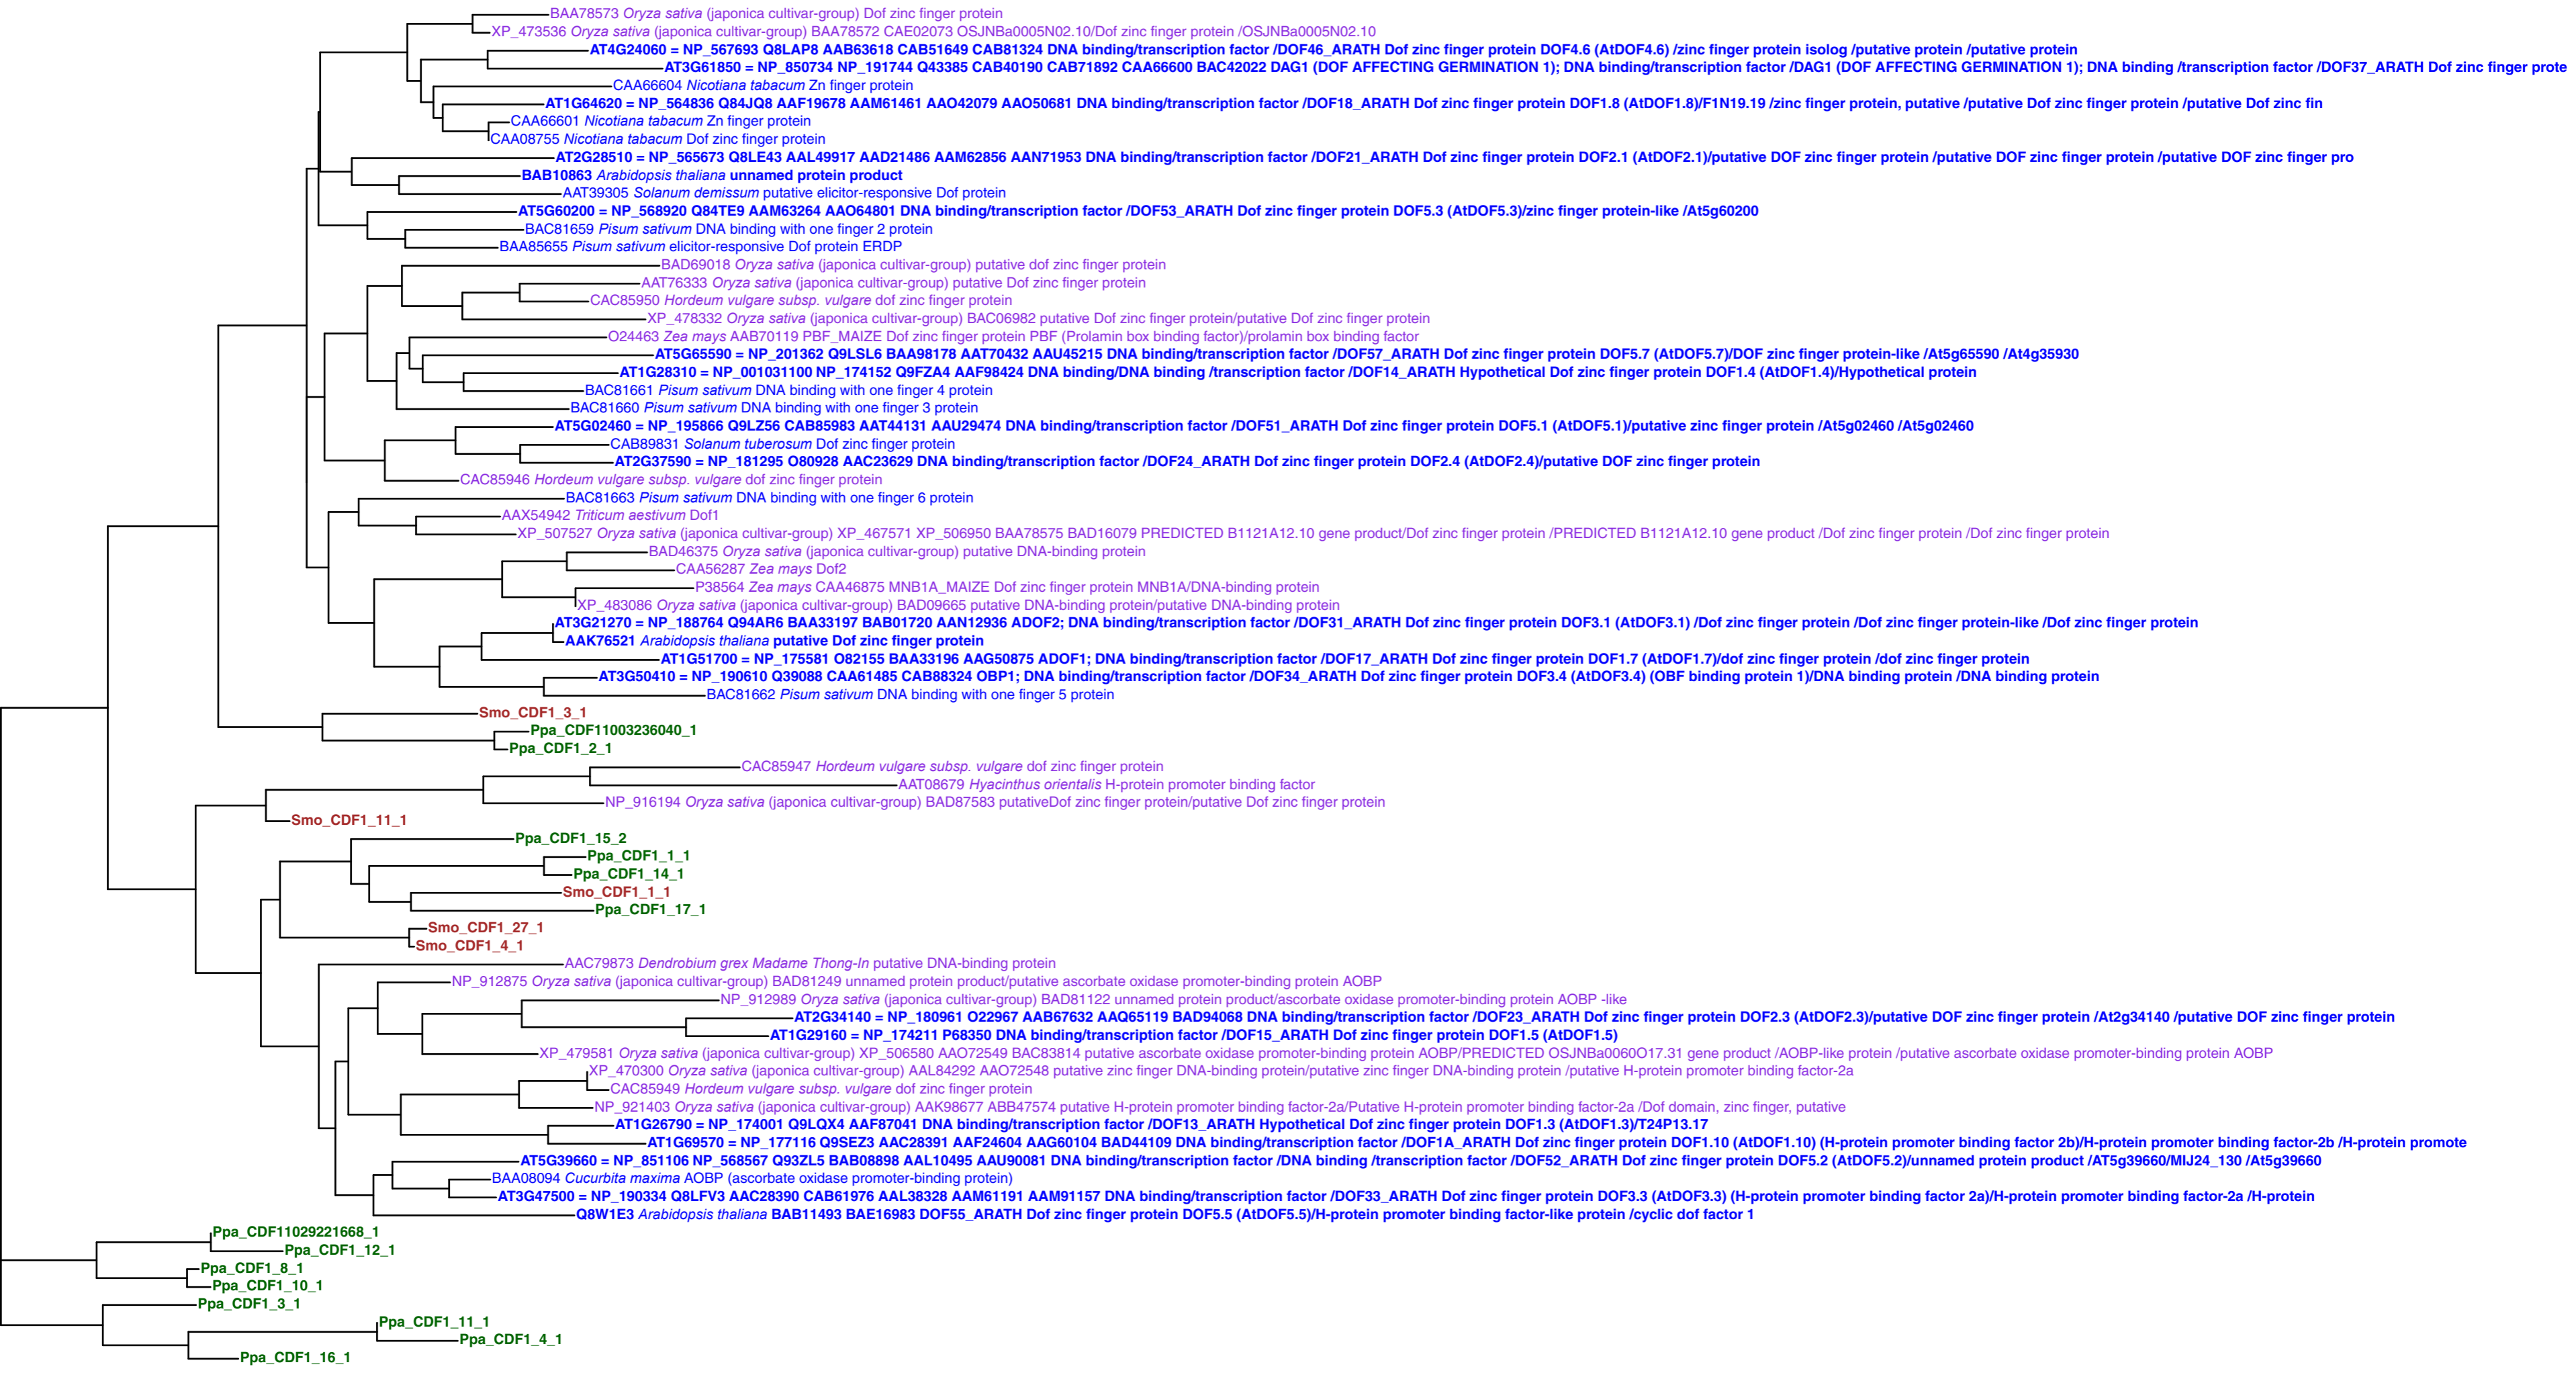 BAA78573 Oryza sativa (japonica cultivar-group) Dof zinc finger protein
XP_473536 Oryza sativa (japonica cultivar-group) BAA78572 CAE02073 OSJNBa0005N02.10/Dof zinc finger protein /OSJNBa0005N02.10
AT4G24060 = NP_567693 Q8LAP8 AAB63618 CAB51649 CAB81324 DNA binding/transcription factor /DOF46_ARATH Dof zinc finger protein DOF4.6 (AtDOF4.6) /zinc finger protein isolog /putative protein /putative protein
AT3G61850 = NP_850734 NP_191744 Q43385 CAB40190 CAB71892 CAA66600 BAC42022 DAG1 (DOF AFFECTING GERMINATION 1); DNA binding/transcription factor /DAG1 (DOF AFFECTING GERMINATION 1); DNA binding /transcription factor /DOF37_ARATH Dof zinc finger prote
CAA66604 Nicotiana tabacum Zn finger protein
AT1G64620 = NP_564836 Q84JQ8 AAF19678 AAM61461 AAO42079 AAO50681 DNA binding/transcription factor /DOF18_ARATH Dof zinc finger protein DOF1.8 (AtDOF1.8)/F1N19.19 /zinc finger protein, putative /putative Dof zinc finger protein /putative Dof zinc fin
CAA66601 Nicotiana tabacum Zn finger protein
CAA08755 Nicotiana tabacum Dof zinc finger protein
AT2G28510 = NP_565673 Q8LE43 AAL49917 AAD21486 AAM62856 AAN71953 DNA binding/transcription factor /DOF21_ARATH Dof zinc finger protein DOF2.1 (AtDOF2.1)/putative DOF zinc finger protein /putative DOF zinc finger protein /putative DOF zinc finger pro
BAB10863 Arabidopsis thaliana unnamed protein product
AAT39305 Solanum demissum putative elicitor-responsive Dof protein
AT5G60200 = NP_568920 Q84TE9 AAM63264 AAO64801 DNA binding/transcription factor /DOF53_ARATH Dof zinc finger protein DOF5.3 (AtDOF5.3)/zinc finger protein-like /At5g60200
BAC81659 Pisum sativum DNA binding with one finger 2 protein
BAA85655 Pisum sativum elicitor-responsive Dof protein ERDP
BAD69018 Oryza sativa (japonica cultivar-group) putative dof zinc finger protein
AAT76333 Oryza sativa (japonica cultivar-group) putative Dof zinc finger protein
CAC85950 Hordeum vulgare subsp. vulgare dof zinc finger protein
XP_478332 Oryza sativa (japonica cultivar-group) BAC06982 putative Dof zinc finger protein/putative Dof zinc finger protein
O24463 Zea mays AAB70119 PBF_MAIZE Dof zinc finger protein PBF (Prolamin box binding factor)/prolamin box binding factor
AT5G65590 = NP_201362 Q9LSL6 BAA98178 AAT70432 AAU45215 DNA binding/transcription factor /DOF57_ARATH Dof zinc finger protein DOF5.7 (AtDOF5.7)/DOF zinc finger protein-like /At5g65590 /At4g35930
AT1G28310 = NP_001031100 NP_174152 Q9FZA4 AAF98424 DNA binding/DNA binding /transcription factor /DOF14_ARATH Hypothetical Dof zinc finger protein DOF1.4 (AtDOF1.4)/Hypothetical protein
BAC81661 Pisum sativum DNA binding with one finger 4 protein
BAC81660 Pisum sativum DNA binding with one finger 3 protein
AT5G02460 = NP_195866 Q9LZ56 CAB85983 AAT44131 AAU29474 DNA binding/transcription factor /DOF51_ARATH Dof zinc finger protein DOF5.1 (AtDOF5.1)/putative zinc finger protein /At5g02460 /At5g02460
CAB89831 Solanum tuberosum Dof zinc finger protein
AT2G37590 = NP_181295 O80928 AAC23629 DNA binding/transcription factor /DOF24_ARATH Dof zinc finger protein DOF2.4 (AtDOF2.4)/putative DOF zinc finger protein
CAC85946 Hordeum vulgare subsp. vulgare dof zinc finger protein
BAC81663 Pisum sativum DNA binding with one finger 6 protein
AAX54942 Triticum aestivum Dof1
XP_507527 Oryza sativa (japonica cultivar-group) XP_467571 XP_506950 BAA78575 BAD16079 PREDICTED B1121A12.10 gene product/Dof zinc finger protein /PREDICTED B1121A12.10 gene product /Dof zinc finger protein /Dof zinc finger protein
BAD46375 Oryza sativa (japonica cultivar-group) putative DNA-binding protein
CAA56287 Zea mays Dof2
P38564 Zea mays CAA46875 MNB1A_MAIZE Dof zinc finger protein MNB1A/DNA-binding protein
XP_483086 Oryza sativa (japonica cultivar-group) BAD09665 putative DNA-binding protein/putative DNA-binding protein
AT3G21270 = NP_188764 Q94AR6 BAA33197 BAB01720 AAN12936 ADOF2; DNA binding/transcription factor /DOF31_ARATH Dof zinc finger protein DOF3.1 (AtDOF3.1) /Dof zinc finger protein /Dof zinc finger protein-like /Dof zinc finger protein
AAK76521 Arabidopsis thaliana putative Dof zinc finger protein
AT1G51700 = NP_175581 O82155 BAA33196 AAG50875 ADOF1; DNA binding/transcription factor /DOF17_ARATH Dof zinc finger protein DOF1.7 (AtDOF1.7)/dof zinc finger protein /dof zinc finger protein
AT3G50410 = NP_190610 Q39088 CAA61485 CAB88324 OBP1; DNA binding/transcription factor /DOF34_ARATH Dof zinc finger protein DOF3.4 (AtDOF3.4) (OBF binding protein 1)/DNA binding protein /DNA binding protein
BAC81662 Pisum sativum DNA binding with one finger 5 protein
Smo_CDF1_3_1
Ppa_CDF11003236040_1
Ppa_CDF1_2_1
CAC85947 Hordeum vulgare subsp. vulgare dof zinc finger protein
AAT08679 Hyacinthus orientalis H-protein promoter binding factor
NP_916194 Oryza sativa (japonica cultivar-group) BAD87583 putativeDof zinc finger protein/putative Dof zinc finger protein
Smo_CDF1_11_1
Ppa_CDF1_15_2
Ppa_CDF1_1_1
Ppa_CDF1_14_1
Smo_CDF1_1_1
Ppa_CDF1_17_1
Smo_CDF1_27_1
Smo_CDF1_4_1
AAC79873 Dendrobium grex Madame Thong-In putative DNA-binding protein
NP_912875 Oryza sativa (japonica cultivar-group) BAD81249 unnamed protein product/putative ascorbate oxidase promoter-binding protein AOBP
NP_912989 Oryza sativa (japonica cultivar-group) BAD81122 unnamed protein product/ascorbate oxidase promoter-binding protein AOBP -like
AT2G34140 = NP_180961 O22967 AAB67632 AAQ65119 BAD94068 DNA binding/transcription factor /DOF23_ARATH Dof zinc finger protein DOF2.3 (AtDOF2.3)/putative DOF zinc finger protein /At2g34140 /putative DOF zinc finger protein
AT1G29160 = NP_174211 P68350 DNA binding/transcription factor /DOF15_ARATH Dof zinc finger protein DOF1.5 (AtDOF1.5)
XP_479581 Oryza sativa (japonica cultivar-group) XP_506580 AAO72549 BAC83814 putative ascorbate oxidase promoter-binding protein AOBP/PREDICTED OSJNBa0060O17.31 gene product /AOBP-like protein /putative ascorbate oxidase promoter-binding protein AOBP
XP_470300 Oryza sativa (japonica cultivar-group) AAL84292 AAO72548 putative zinc finger DNA-binding protein/putative zinc finger DNA-binding protein /putative H-protein promoter binding factor-2a
CAC85949 Hordeum vulgare subsp. vulgare dof zinc finger protein
NP_921403 Oryza sativa (japonica cultivar-group) AAK98677 ABB47574 putative H-protein promoter binding factor-2a/Putative H-protein promoter binding factor-2a /Dof domain, zinc finger, putative
AT1G26790 = NP_174001 Q9LQX4 AAF87041 DNA binding/transcription factor /DOF13_ARATH Hypothetical Dof zinc finger protein DOF1.3 (AtDOF1.3)/T24P13.17
AT1G69570 = NP_177116 Q9SEZ3 AAC28391 AAF24604 AAG60104 BAD44109 DNA binding/transcription factor /DOF1A_ARATH Dof zinc finger protein DOF1.10 (AtDOF1.10) (H-protein promoter binding factor 2b)/H-protein promoter binding factor-2b /H-protein promote
AT5G39660 = NP_851106 NP_568567 Q93ZL5 BAB08898 AAL10495 AAU90081 DNA binding/transcription factor /DNA binding /transcription factor /DOF52_ARATH Dof zinc finger protein DOF5.2 (AtDOF5.2)/unnamed protein product /AT5g39660/MIJ24_130 /At5g39660
BAA08094 Cucurbita maxima AOBP (ascorbate oxidase promoter-binding protein)
AT3G47500 = NP_190334 Q8LFV3 AAC28390 CAB61976 AAL38328 AAM61191 AAM91157 DNA binding/transcription factor /DOF33_ARATH Dof zinc finger protein DOF3.3 (AtDOF3.3) (H-protein promoter binding factor 2a)/H-protein promoter binding factor-2a /H-protein
Q8W1E3 Arabidopsis thaliana BAB11493 BAE16983 DOF55_ARATH Dof zinc finger protein DOF5.5 (AtDOF5.5)/H-protein promoter binding factor-like protein /cyclic dof factor 1
Ppa_CDF11029221668_1
Ppa_CDF1_12_1
Ppa_CDF1_8_1
Ppa_CDF1_10_1
Ppa_CDF1_3_1
Ppa_CDF1_11_1
Ppa_CDF1_4_1
Ppa_CDF1_16_1